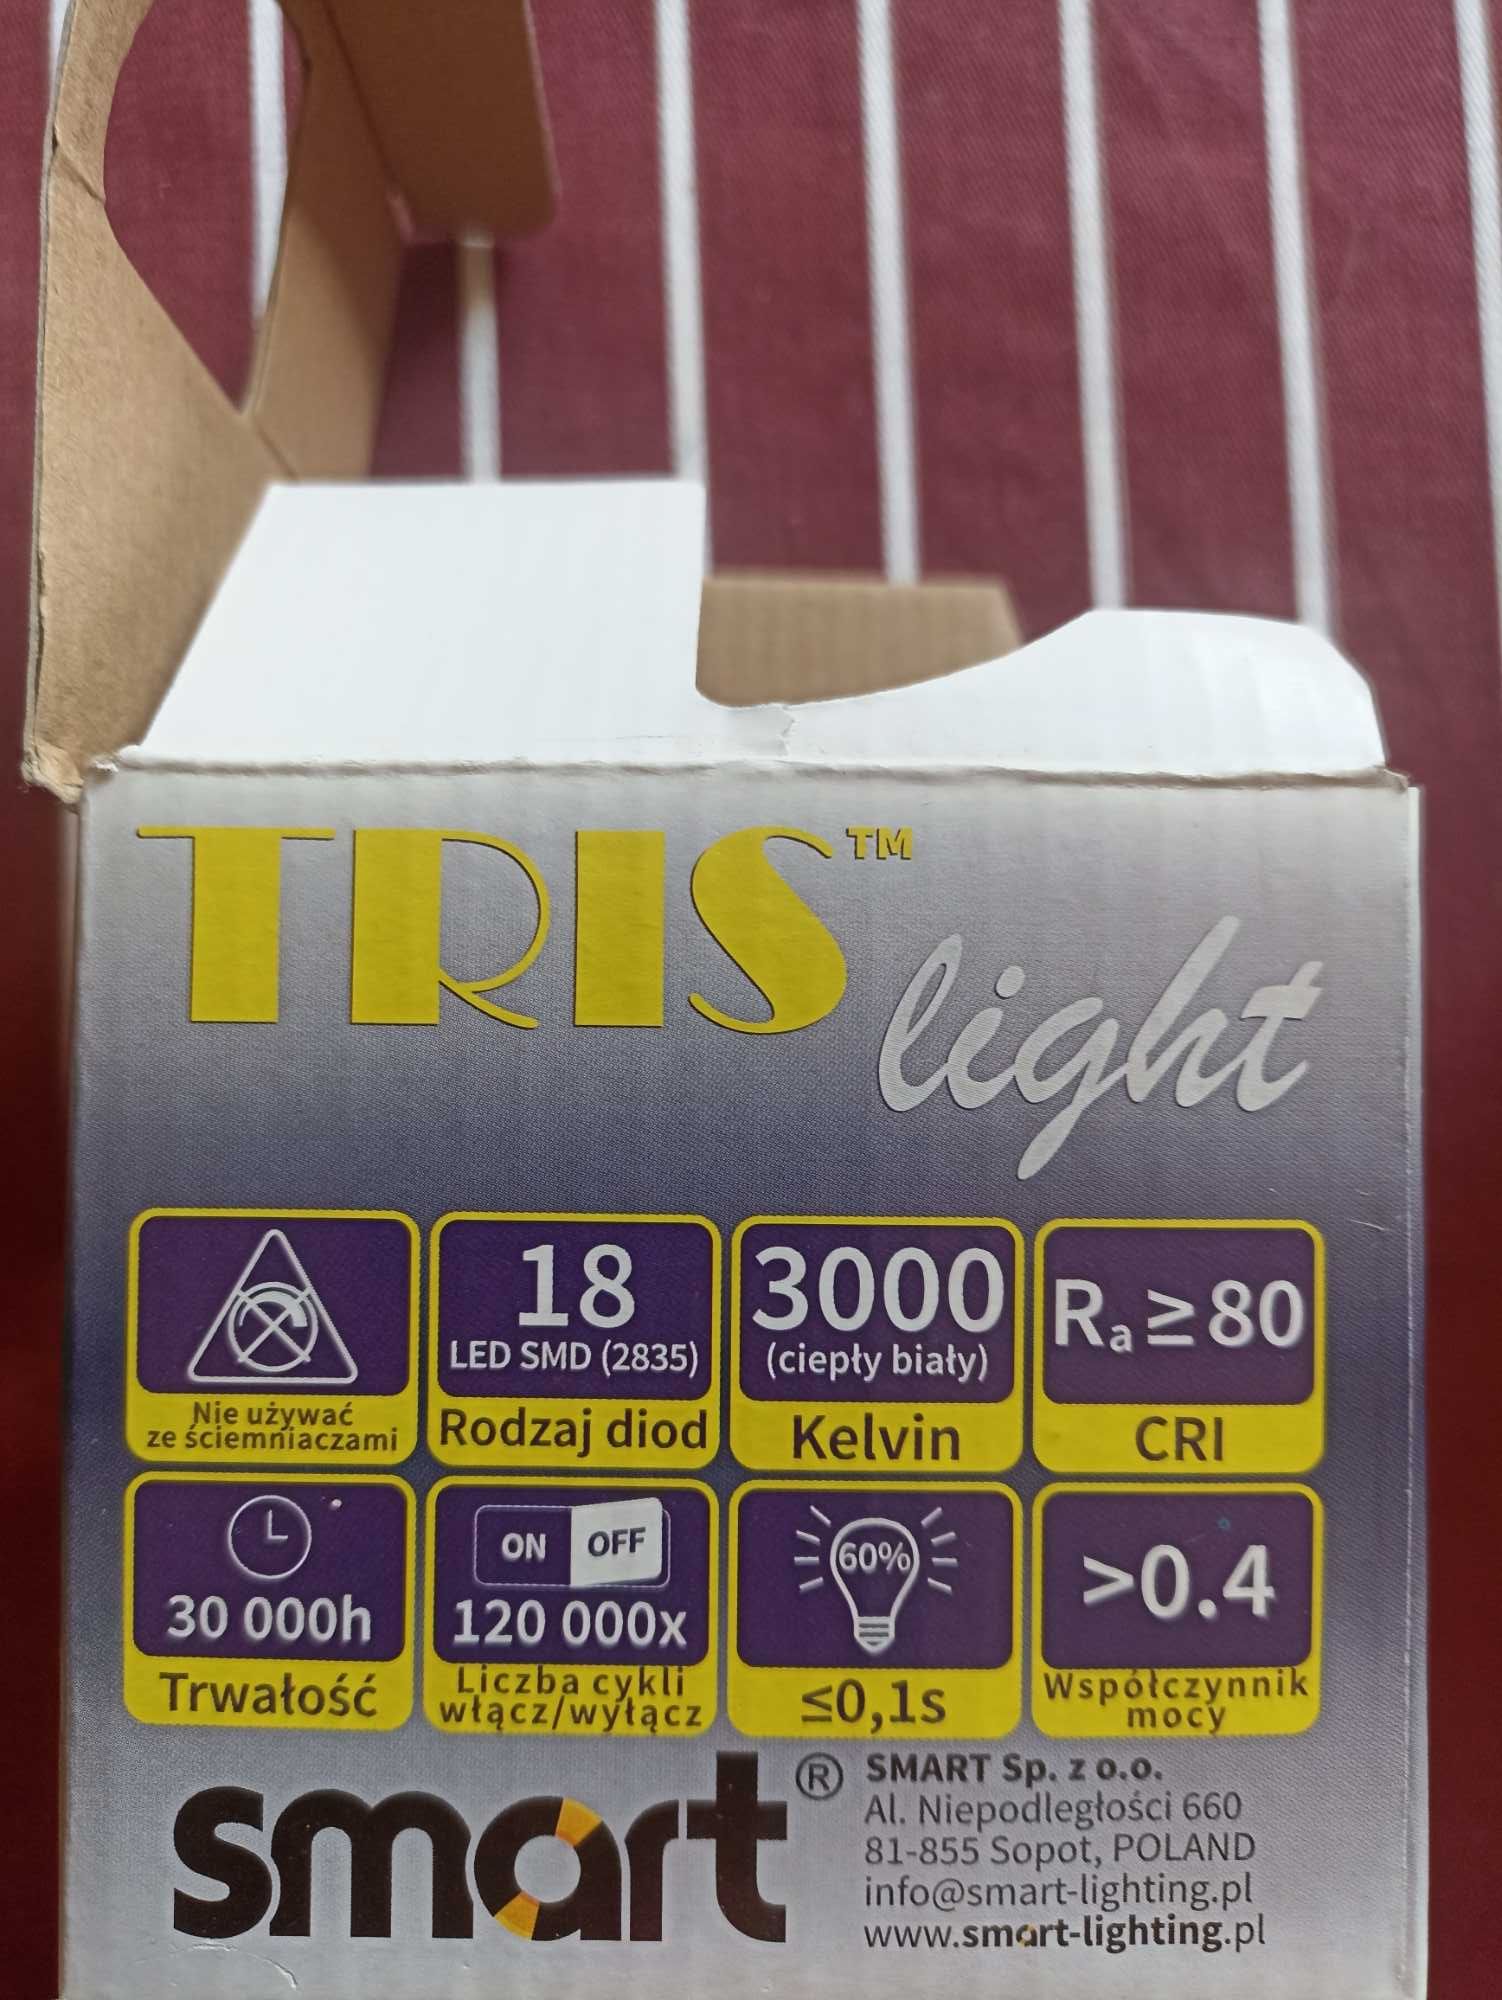 TRIS™
light
Nie używać
ze ściemniaczami
18
LED SMD (2835)
Rodzaj diod
3000
(ciepły biały)
Kelvin
Ra≥80
CRI
30 000h
Trwałość
ON OFF
120 000x
Liczba cykli
włącz/wyłącz
60%
≤0,1s
>0.4
Współczynnik
mocy
smart®
SMART Sp. z o.o.
Al. Niepodległości 660
81-855 Sopot, POLAND
info@smart-lighting.pl
www.smart-lighting.pl